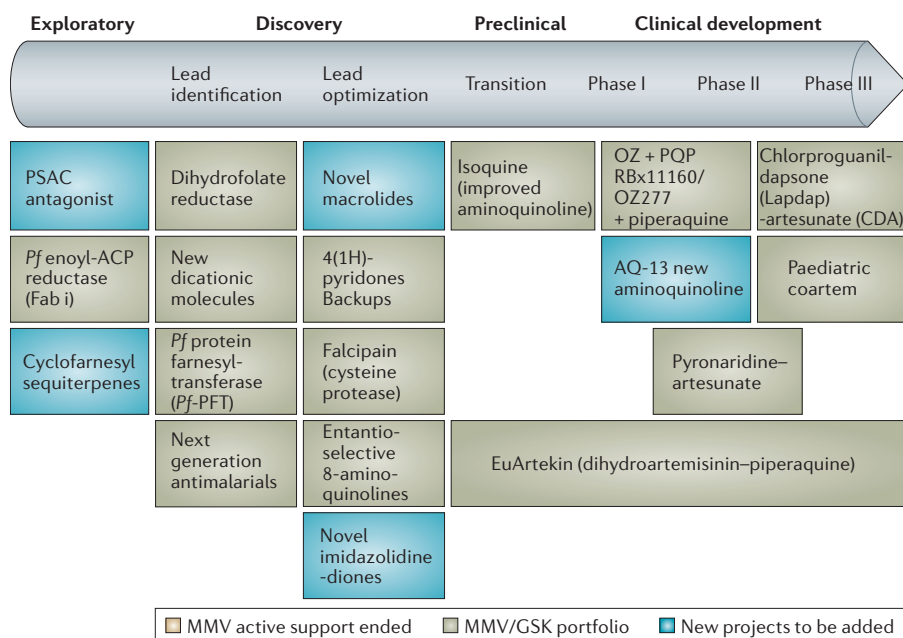 Exploratory
Discovery
Preclinical
Clinical development
Lead
identification
Lead
optimization
Transition
Phase I
Phase II
Phase III
PSAC
antagonist
Dihydrofolate
reductase
Novel
macrolides
Isoquine
(improved
aminoquinoline)
OZ + PQP
RBx11160/
OZ277
+ piperaquine
Chlorproguanil-
dapsone
(Lapdap)
-artesunate (CDA)
Pf enoyl-ACP
reductase
(Fab i)
New
dicationic
molecules
4(1H)-
pyridones
Backups
AQ-13 new
aminoquinoline
Paediatric
coartem
Cyclofarnesyl
sequiterpenes
Pf protein
farnesyl-
transferase
(Pf-PFT)
Falcipain
(cysteine
protease)
Pyronaridine–
artesunate
Next
generation
antimalarials
Entantio-
selective
8-amino-
quinolines
EuArtekin (dihydroartemisinin–piperaquine)
Novel
imidazolidine
-diones
MMV active support ended
MMV/GSK portfolio
New projects to be added